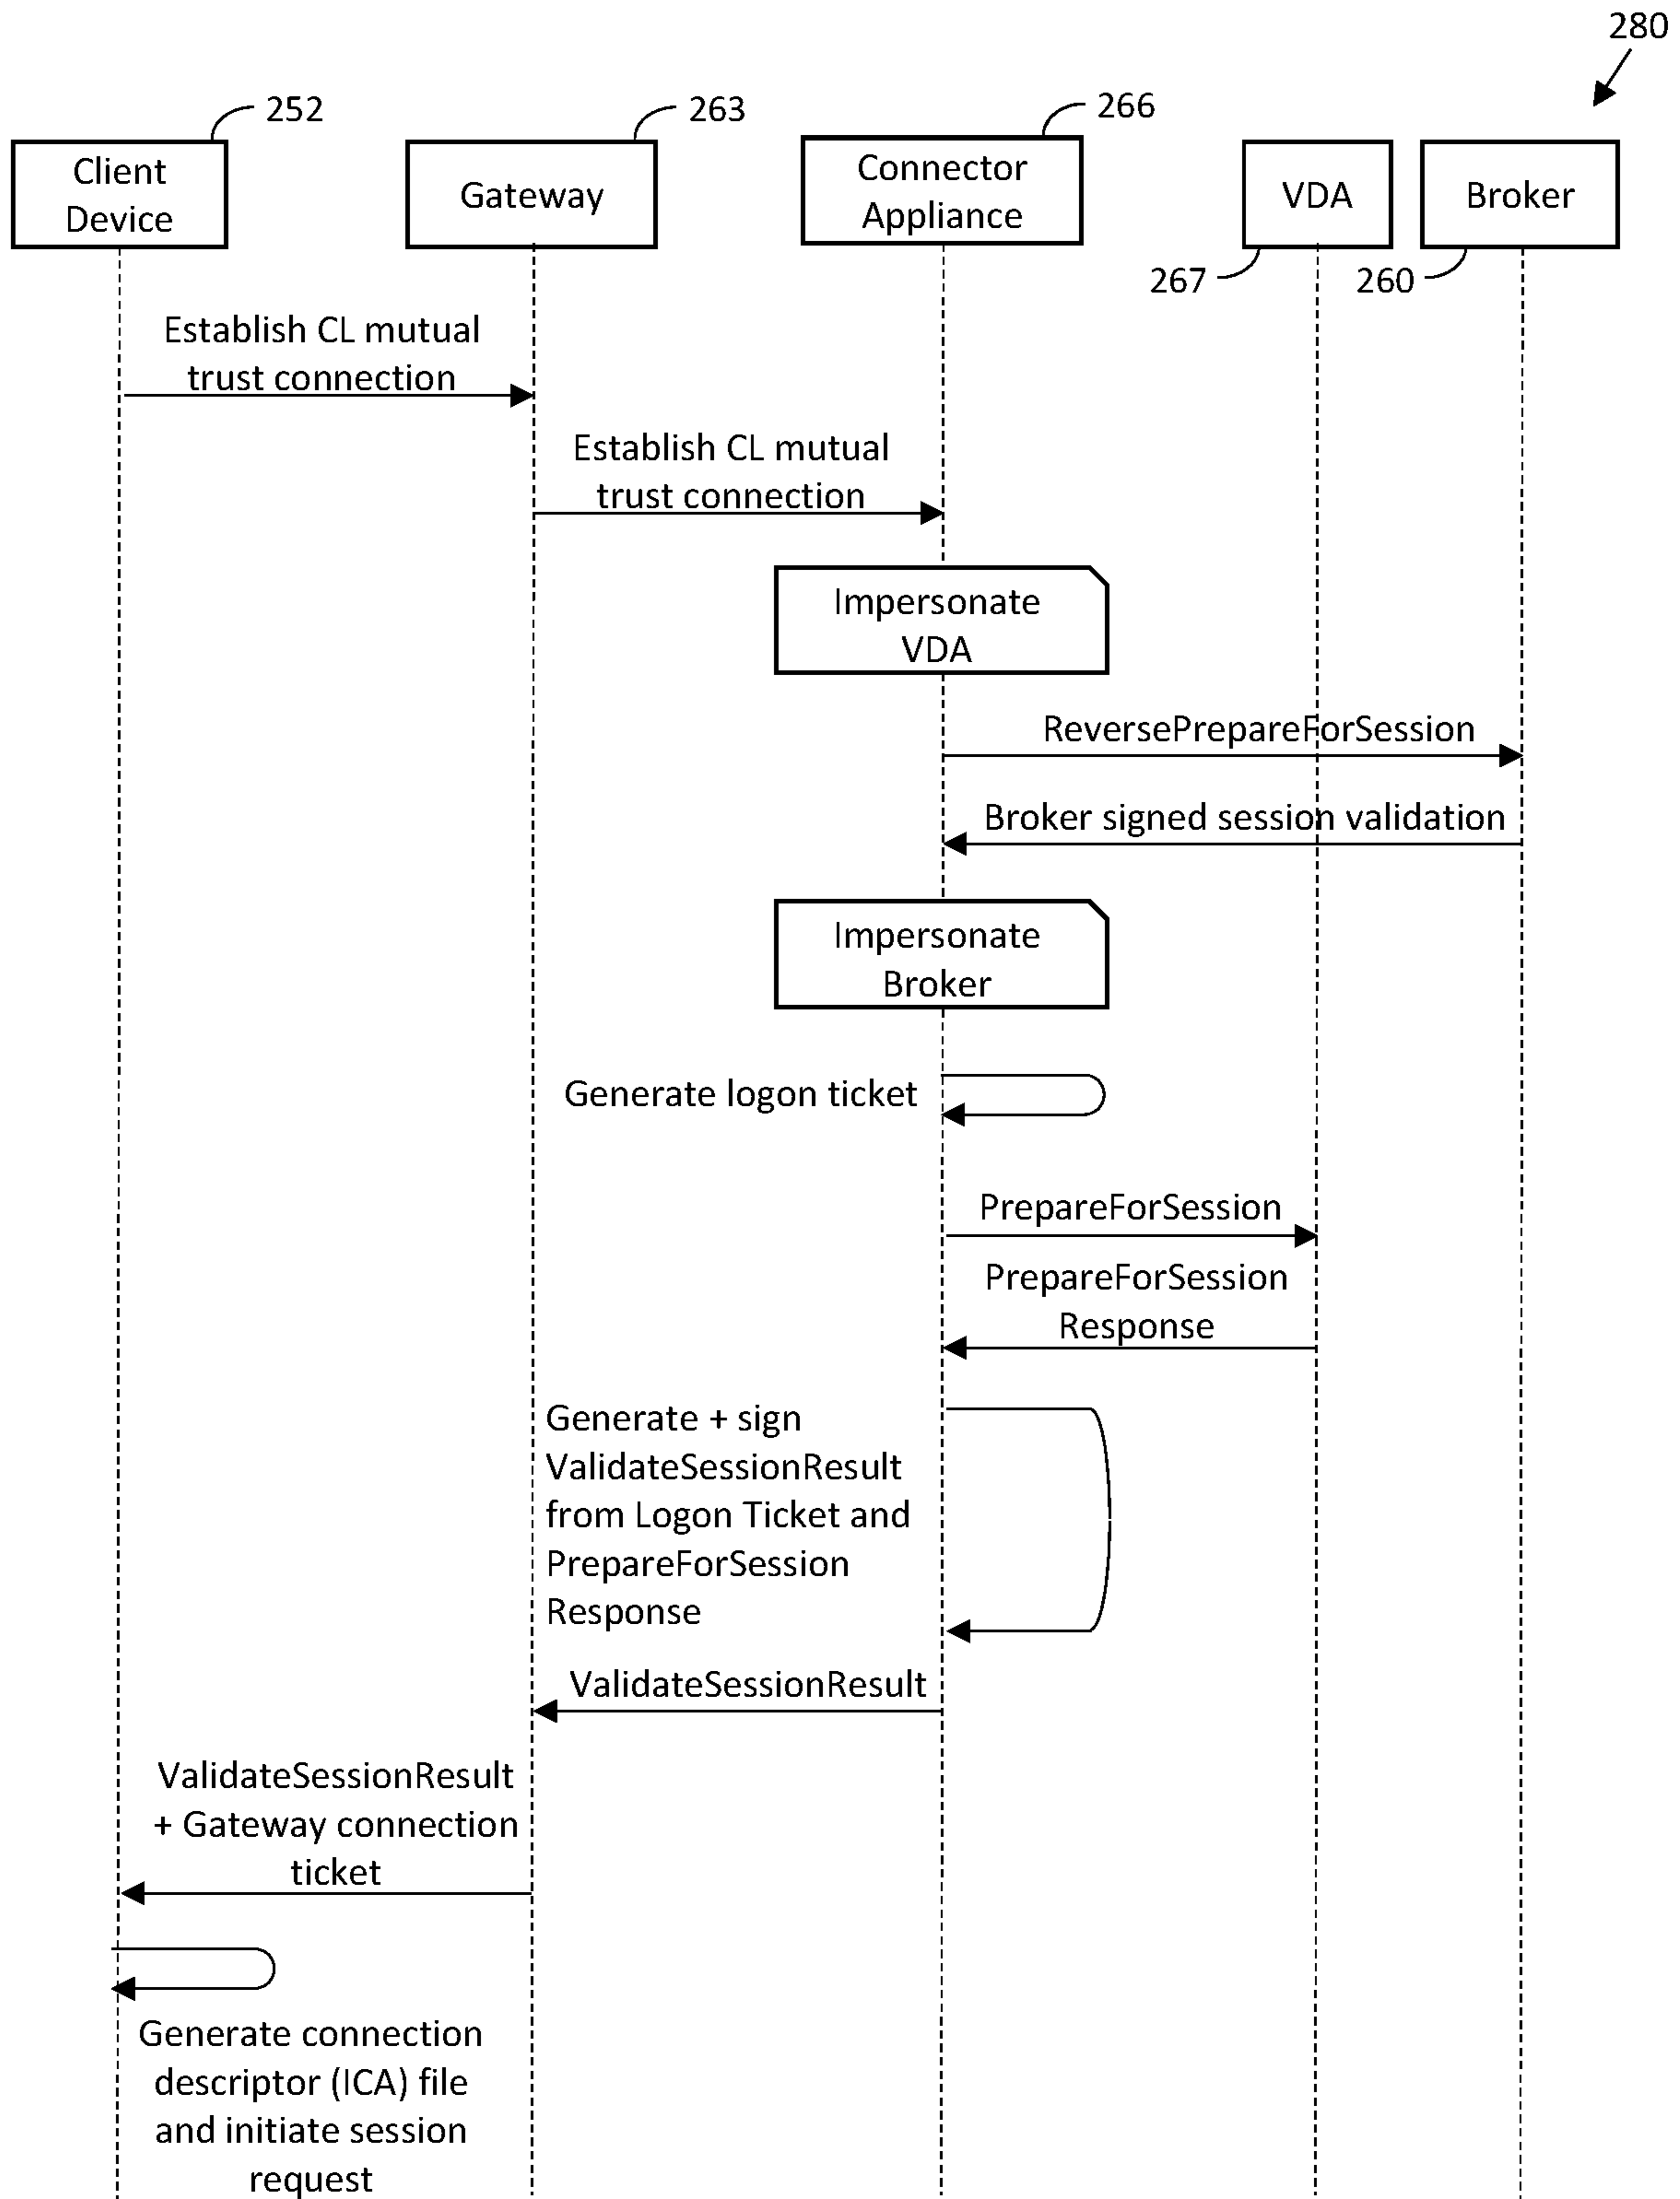 280
252
263
266
Client
Device
Gateway
Connector
Appliance
VDA
Broker
267
260
Establish CL mutual
trust connection
Establish CL mutual
trust connection
Impersonate
VDA
ReversePrepareForSession
Broker signed session validation
Impersonate
Broker
Generate logon ticket
PrepareForSession
PrepareForSession
Response
Generate + sign
ValidateSessionResult
from Logon Ticket and
PrepareForSession
Response
ValidateSessionResult
ValidateSessionResult
+ Gateway connection
ticket
Generate connection
descriptor (ICA) file
and initiate session
request